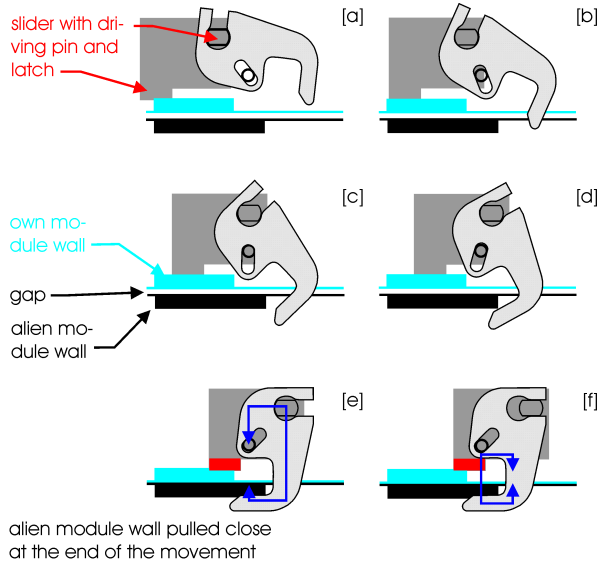 slider with dri-
ving pin and
latch
[a]
[b]
[c]
[d]
own mo-
dule wall
gap
alien mo-
dule wall
[e]
[f]
alien module wall pulled close
at the end of the movement